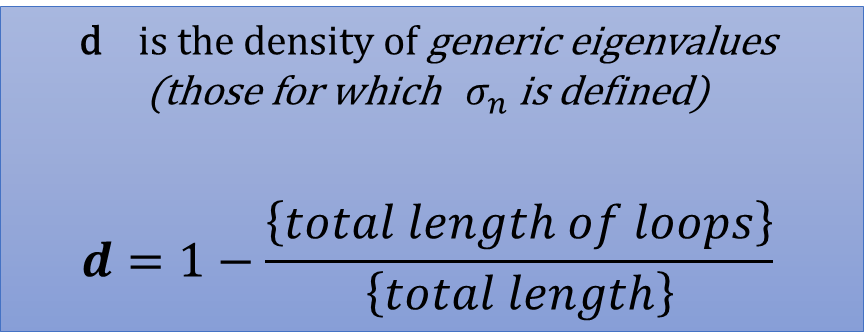 d is the density of generic eigenvalues
(those for which σₙ is defined)
d = 1 − {total length of loops} / {total length}